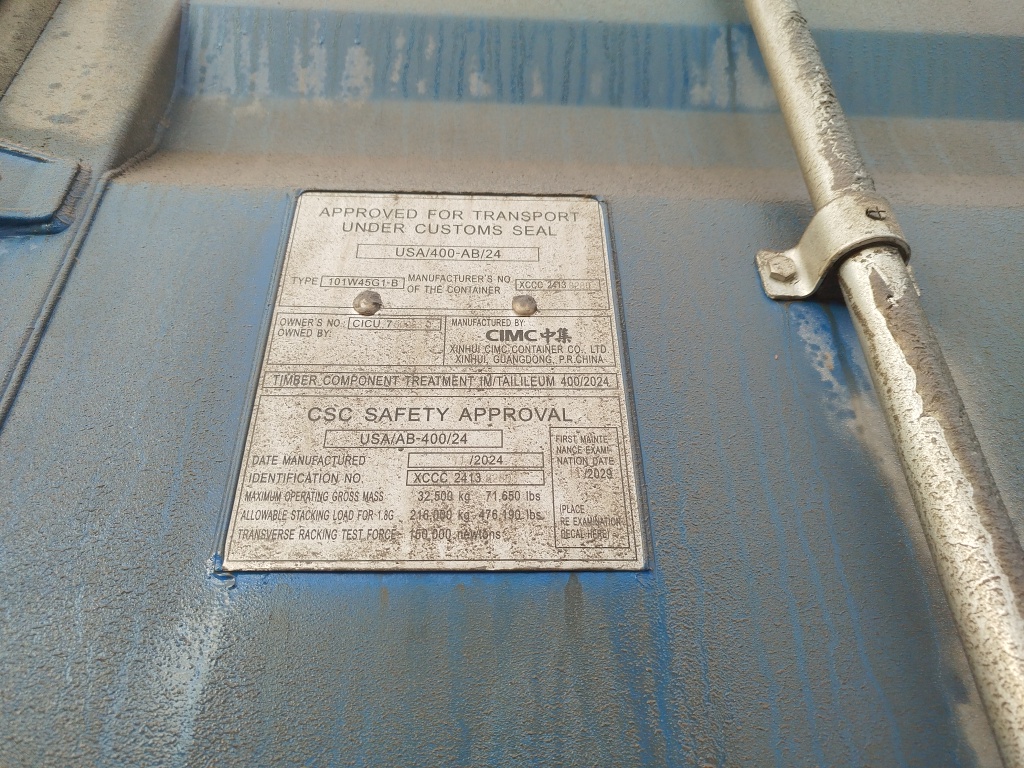 APPROVED FOR TRANSPORT
UNDER CUSTOMS SEAL
USA/400-AB/24
TYPE 101W45G1-B MANUFACTURER'S NO
OF THE CONTAINER XCCC 2413
OWNER'S NO: CICU 7
OWNED BY:
MANUFACTURED BY:
CIMC中集
XINHUI CIMC CONTAINER CO., LTD
XINHUI, GUANGDONG, P.R.CHINA
TIMBER COMPONENT TREATMENT IM/TAILILEUM 400/2024
CSC SAFETY APPROVAL
USA/AB-400/24
DATE MANUFACTURED /2024
IDENTIFICATION NO. XCCC 2413
MAXIMUM OPERATING GROSS MASS 32,500 kg 71,650 lbs
ALLOWABLE STACKING LOAD FOR 1.8G 216,000 kg 476,190 lbs
TRANSVERSE RACKING TEST FORCE 150,000 newtons
FIRST MAINTE-
NANCE EXAMI-
NATION DATE
/2029
(PLACE
RE EXAMINATION
DECAL HERE)